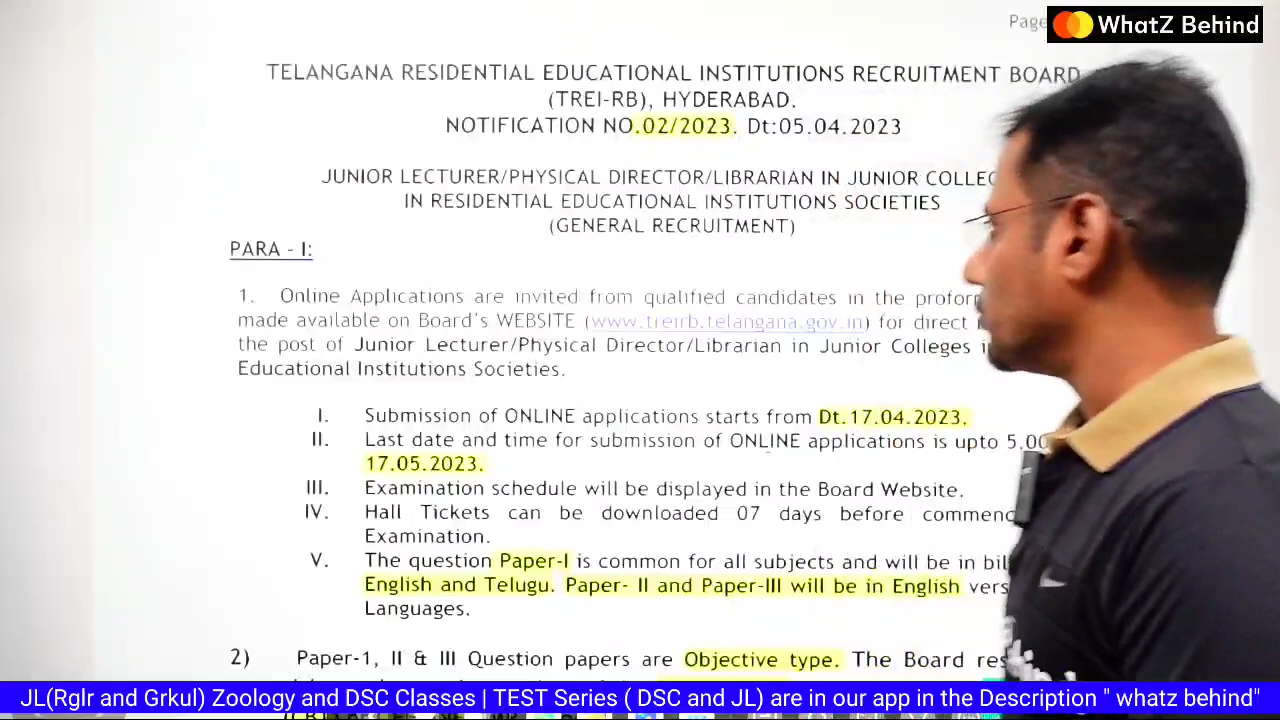 Page
WhatZ Behind
TELANGANA RESIDENTIAL EDUCATIONAL INSTITUTIONS RECRUITMENT BOARD
(TREI-RB), HYDERABAD.
NOTIFICATION NO.02/2023. Dt:05.04.2023
JUNIOR LECTURER/PHYSICAL DIRECTOR/LIBRARIAN IN JUNIOR COLLEG
IN RESIDENTIAL EDUCATIONAL INSTITUTIONS SOCIETIES
(GENERAL RECRUITMENT)
PARA - I:
1. Online Applications are invited from qualified candidates in the profor
made available on Board's WEBSITE (www.treirb.telangana.gov.in) for direct
the post of Junior Lecturer/Physical Director/Librarian in Junior Colleges i
Educational Institutions Societies.
I. Submission of ONLINE applications starts from Dt.17.04.2023.
II. Last date and time for submission of ONLINE applications is upto 5.00
17.05.2023.
III. Examination schedule will be displayed in the Board Website.
IV. Hall Tickets can be downloaded 07 days before commenc
Examination.
V. The question Paper-I is common for all subjects and will be in bil
English and Telugu. Paper- II and Paper-III will be in English vers
Languages.
2) Paper-1, II & III Question papers are Objective type. The Board res
JL(Rglr and Grkul) Zoology and DSC Classes | TEST Series ( DSC and JL) are in our app in the Description " whatz behind"